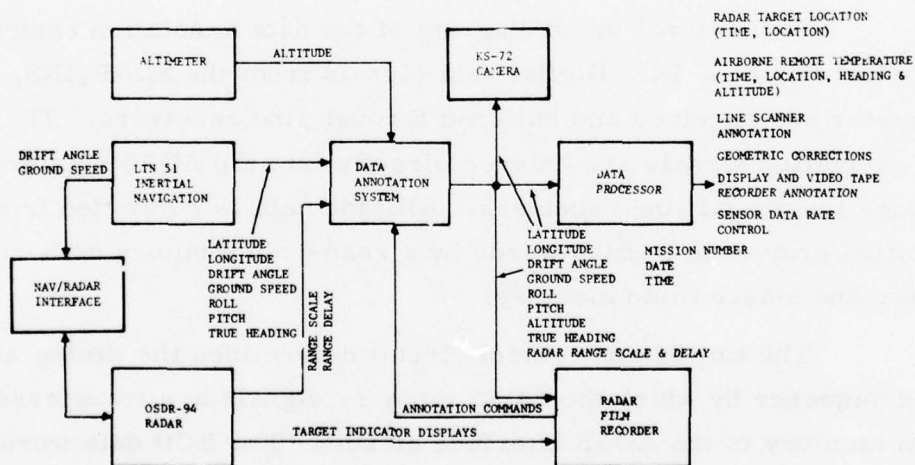 ALTIMETER
ALTITUDE
KS-72
CAMERA
RADAR TARGET LOCATION
(TIME, LOCATION)
AIRBORNE REMOTE TEMPERATURE
(TIME, LOCATION, HEADING &
ALTITUDE)
LINE SCANNER
ANNOTATION
GEOMETRIC CORRECTIONS
DISPLAY AND VIDEO TAPE
RECORDER ANNOTATION
SENSOR DATA RATE
CONTROL
DRIFT ANGLE
GROUND SPEED
LTN 51
INERTIAL
NAVIGATION
DATA
ANNOTATION
SYSTEM
DATA
PROCESSOR
NAV/RADAR
INTERFACE
LATITUDE
LONGITUDE
DRIFT ANGLE
GROUND SPEED
ROLL
PITCH
TRUE HEADING
RANGE SCALE
RANGE DELAY
LATITUDE
LONGITUDE
DRIFT ANGLE
GROUND SPEED
ROLL
PITCH
ALTITUDE
TRUE HEADING
RADAR RANGE SCALE & DELAY
MISSION NUMBER
DATE
TIME
OSDR-94
RADAR
ANNOTATION COMMANDS
TARGET INDICATOR DISPLAYS
RADAR
FILM
RECORDER